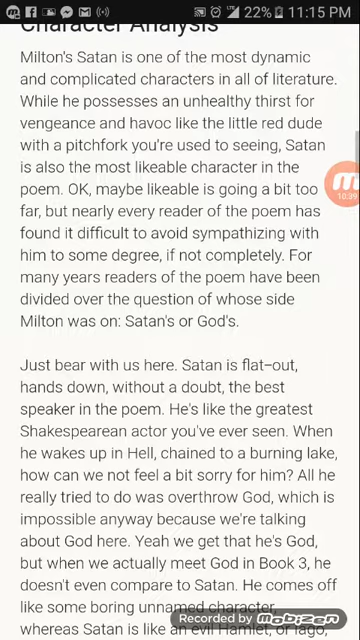 22% 11:15 PM
Character Analysis
Milton's Satan is one of the most dynamic
and complicated characters in all of literature.
While he possesses an unhealthy thirst for
vengeance and havoc like the little red dude
with a pitchfork you're used to seeing, Satan
is also the most likeable character in the
poem. OK, maybe likeable is going a bit too
far, but nearly every reader of the poem has
found it difficult to avoid sympathizing with
him to some degree, if not completely. For
many years readers of the poem have been
divided over the question of whose side
Milton was on: Satan's or God's.
10:39
Just bear with us here. Satan is flat-out,
hands down, without a doubt, the best
speaker in the poem. He's like the greatest
Shakespearean actor you've ever seen. When
he wakes up in Hell, chained to a burning lake,
how can we not feel a bit sorry for him? All he
really tried to do was overthrow God, which is
impossible anyway because we're talking
about God here. Yeah we get that he's God,
but when we actually meet God in Book 3, he
doesn't even compare to Satan. He comes off
like some boring unnamed character,
whereas Satan is like an evil Hamlet, or Iago,
Recorded by mobizen